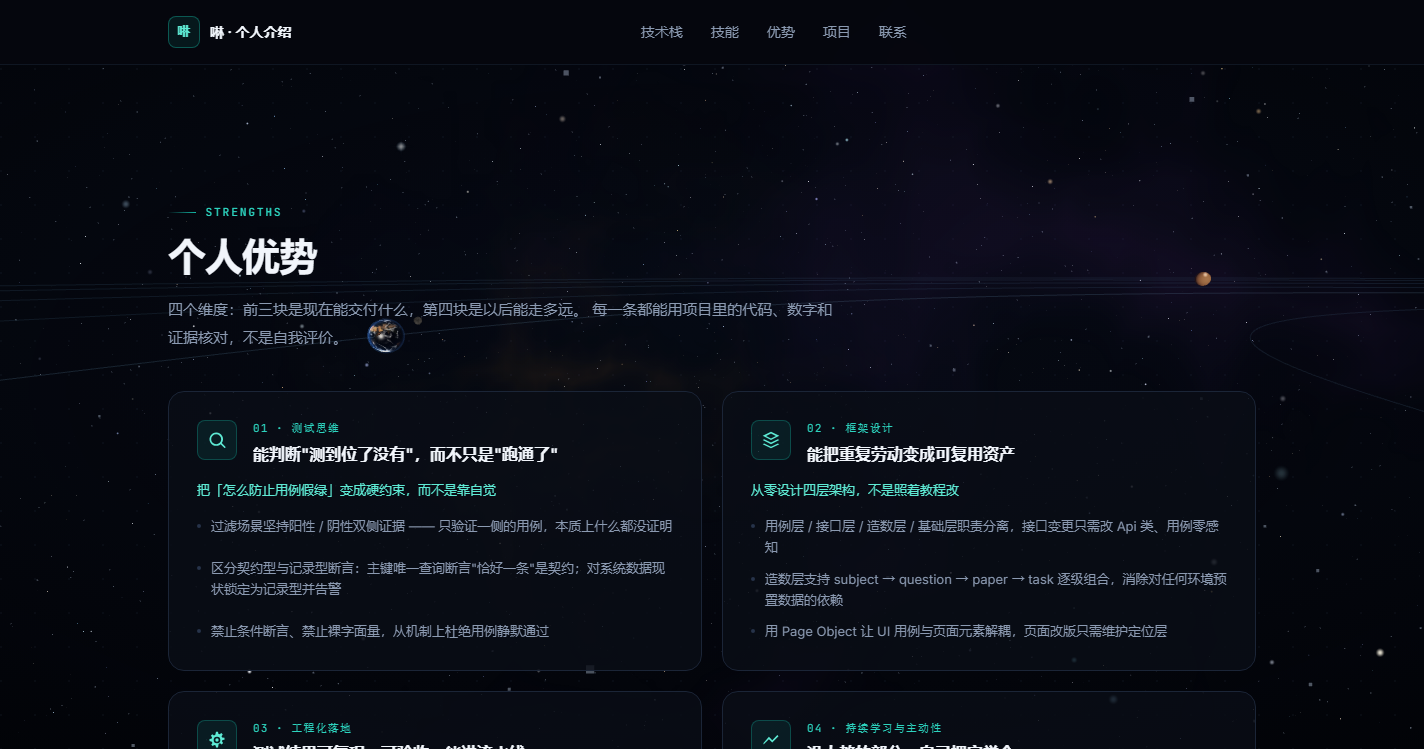 啉
啉 · 个人介绍
技术栈 技能 优势 项目 联系
STRENGTHS
个人优势
四个维度：前三块是现在能交付什么，第四块是以后能走多远。 每一条都能用项目里的代码、数字和
证据核对，不是自我评价。
01 · 测试思维
能判断"测到位了没有"，而不只是"跑通了"
把「怎么防止用例假绿」变成硬约束，而不是靠自觉
过滤场景坚持阳性 / 阴性双侧证据 —— 只验证一侧的用例，本质上什么都没证明
区分契约型与记录型断言：主键唯一查询断言"恰好一条"是契约；对系统数据现
状锁定为记录型并告警
禁止条件断言、禁止裸字面量，从机制上杜绝用例静默通过
02 · 框架设计
能把重复劳动变成可复用资产
从零设计四层架构，不是照着教程改
用例层 / 接口层 / 造数层 / 基础层职责分离，接口变更只需改 Api 类、用例零感
知
造数层支持 subject → question → paper → task 逐级组合，消除对任何环境预
置数据的依赖
用 Page Object 让 UI 用例与页面元素解耦，页面改版只需维护定位层
03 · 工程化落地
04 · 持续学习与主动性